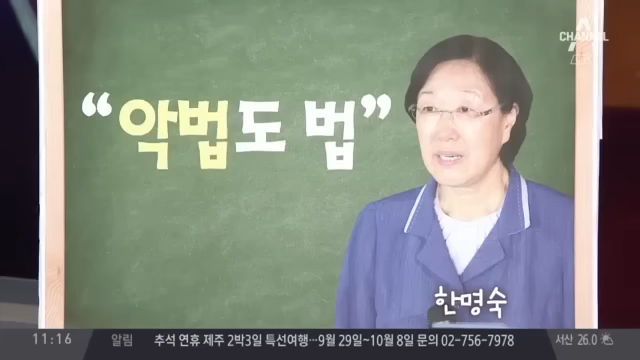 CHANNEL A
“악법도 법”
한명숙
11:16 알림 추석 연휴 제주 2박3일 특선여행…9월 29일~10월 8일 문의 02-756-7978 서산 26.0